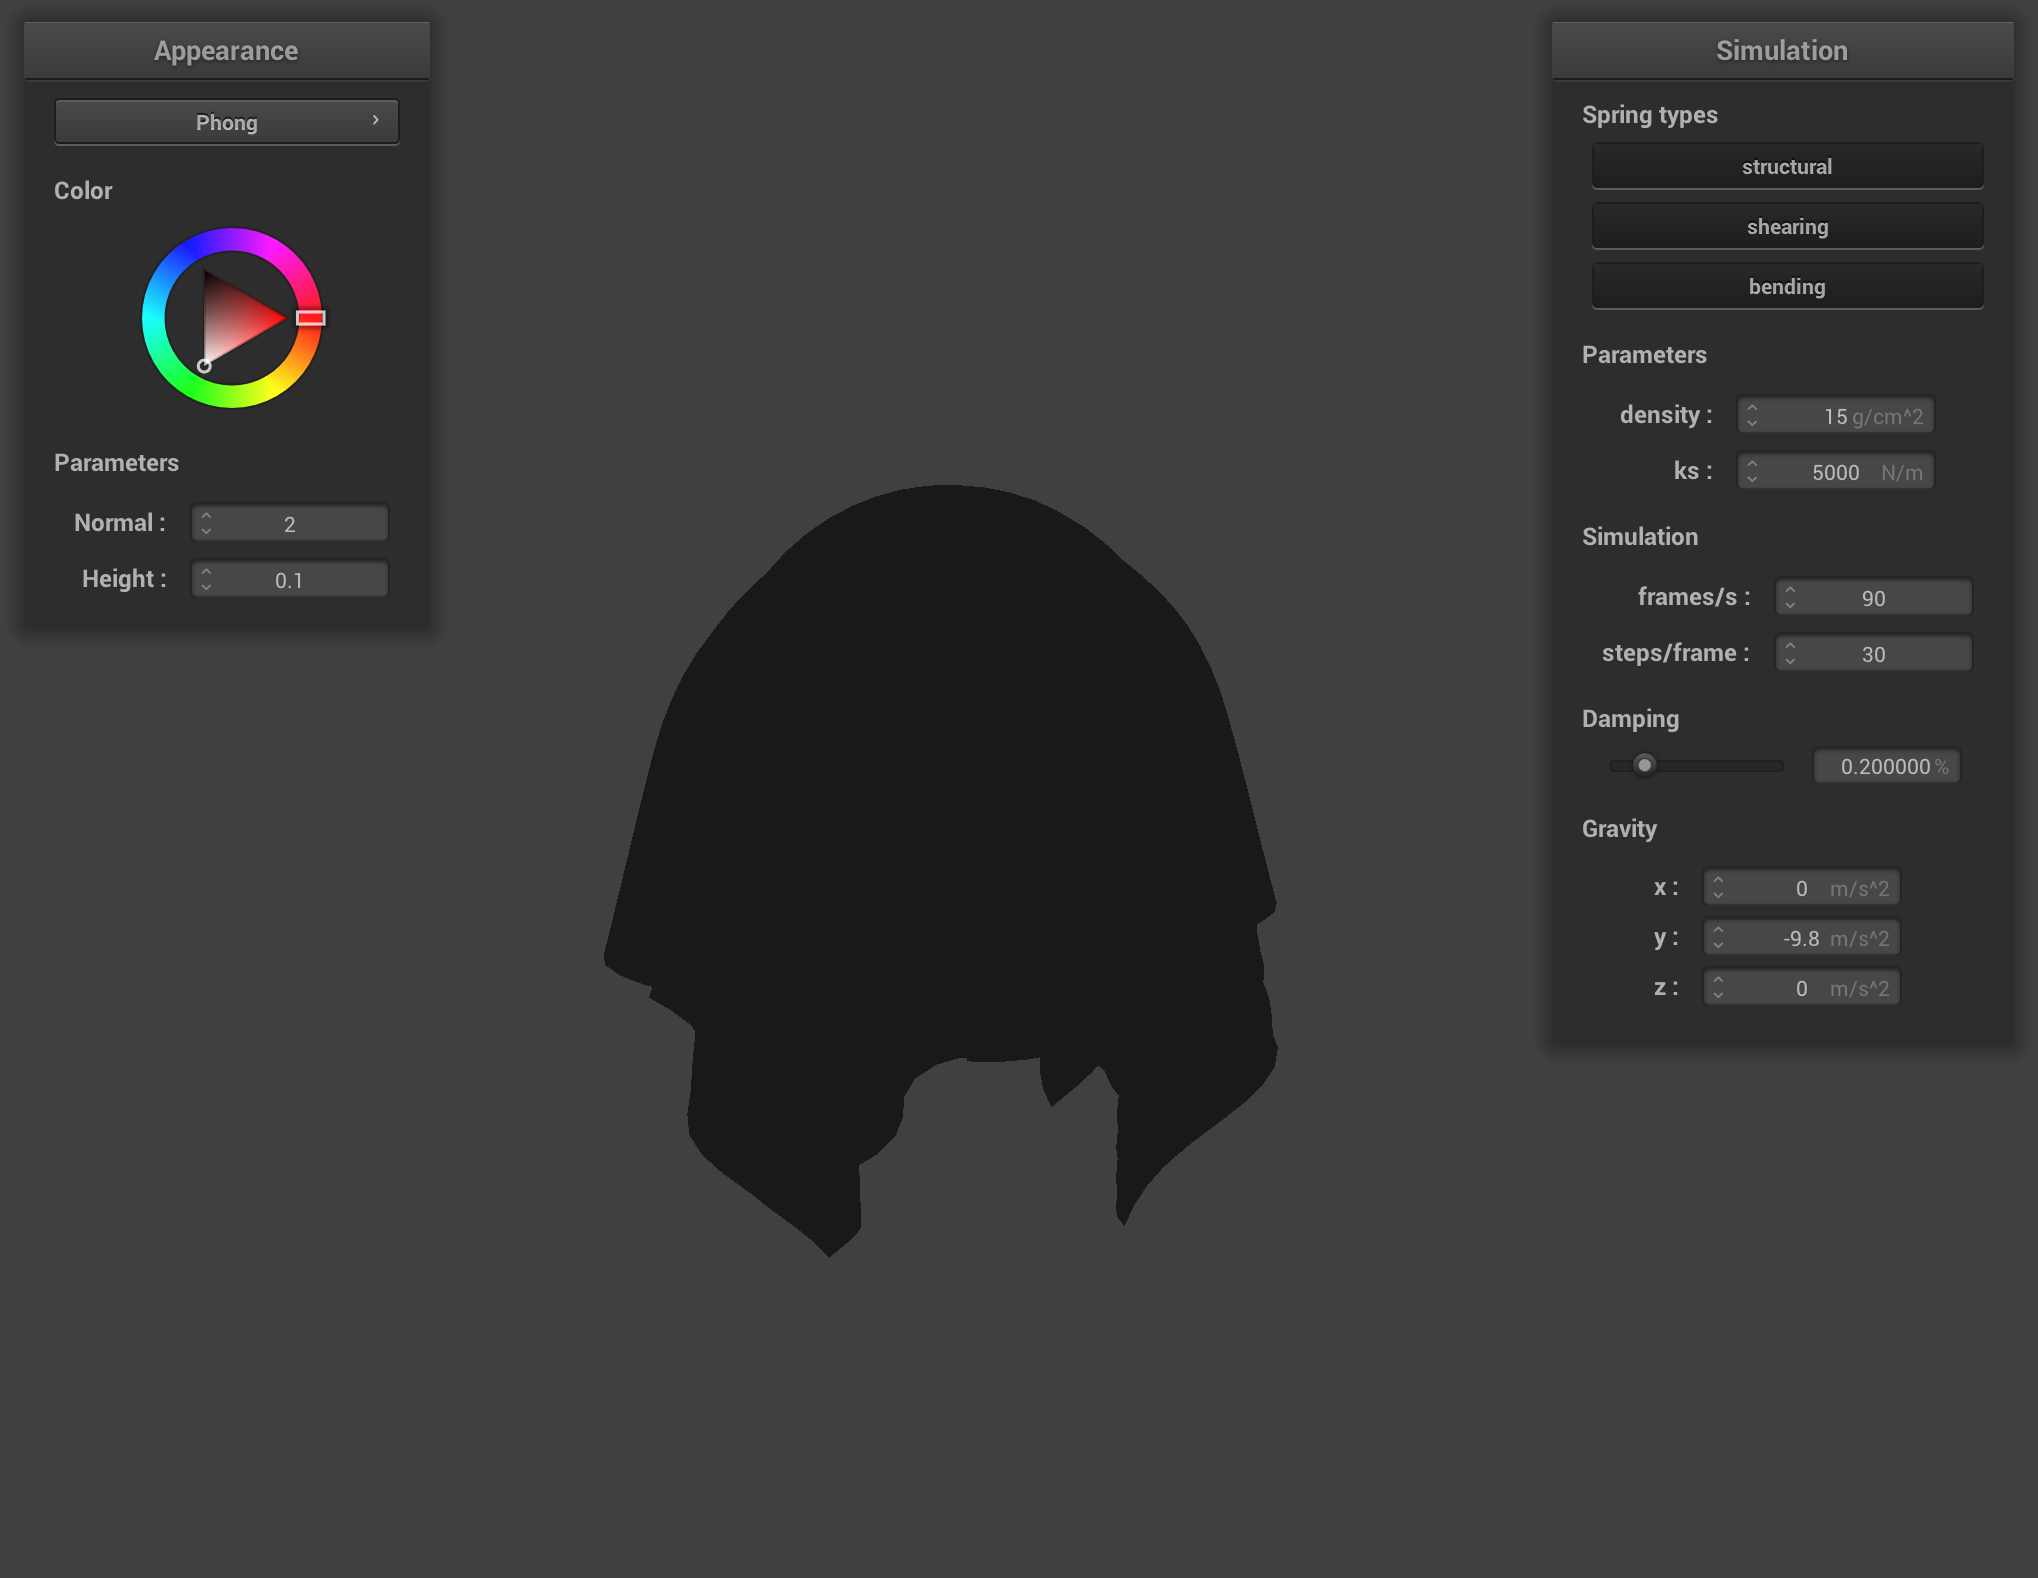 Appearance
Phong
Color
Parameters
Normal : 2
Height : 0.1
Simulation
Spring types
structural
shearing
bending
Parameters
density : 15 g/cm^2
ks : 5000 N/m
Simulation
frames/s : 90
steps/frame : 30
Damping
0.200000 %
Gravity
x : 0 m/s^2
y : -9.8 m/s^2
z : 0 m/s^2